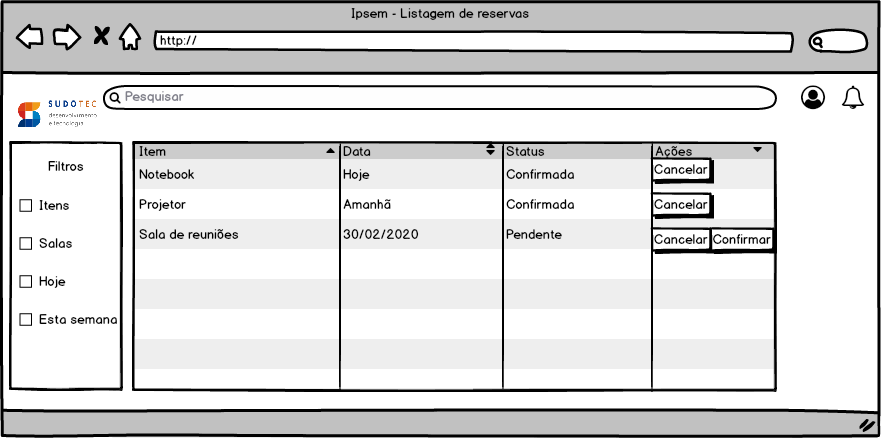 Ipsem - Listagem de reservas
http://
SUDOTEC
desenvolvimento
e tecnologia
Pesquisar
Filtros
Itens
Salas
Hoje
Esta semana
Item Data Status Ações
Notebook Hoje Confirmada Cancelar
Projetor Amanhã Confirmada Cancelar
Sala de reuniões 30/02/2020 Pendente Cancelar Confirmar